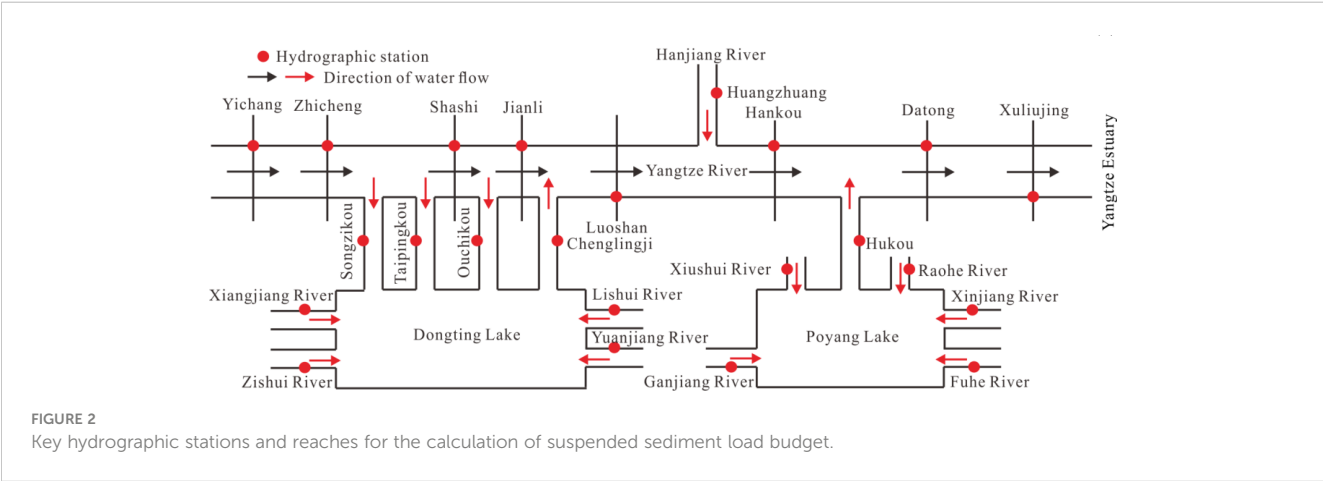 Hydrographic station
Direction of water flow
Hanjiang River
Huangzhuang
Yichang
Zhicheng
Shashi
Jianli
Hankou
Datong
Xuliujing
Yangtze River
Yangtze Estuary
Songzikou
Taipingkou
Ouchikou
Luoshan
Chenglingji
Hukou
Xiushui River
Raohe River
Xiangjiang River
Lishui River
Xinjiang River
Dongting Lake
Yuanjiang River
Poyang Lake
Zishui River
Ganjiang River
Fuhe River
FIGURE 2
Key hydrographic stations and reaches for the calculation of suspended sediment load budget.